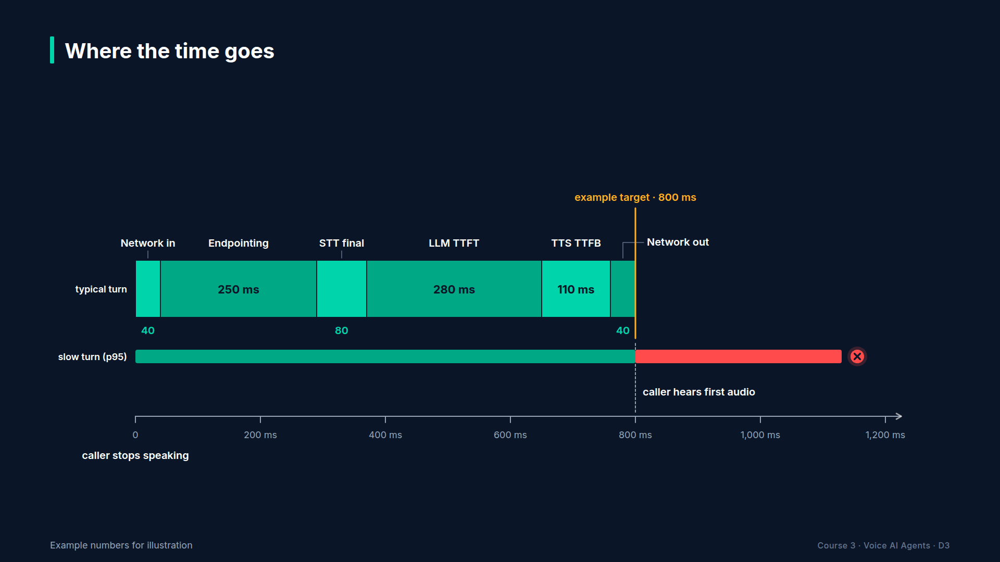 Where the time goes
example target · 800 ms
Network in
Endpointing
STT final
LLM TTFT
TTS TTFB
Network out
typical turn
250 ms
280 ms
110 ms
40
80
40
slow turn (p95)
caller hears first audio
0
200 ms
400 ms
600 ms
800 ms
1,000 ms
1,200 ms
caller stops speaking
Example numbers for illustration
Course 3 · Voice AI Agents · D3